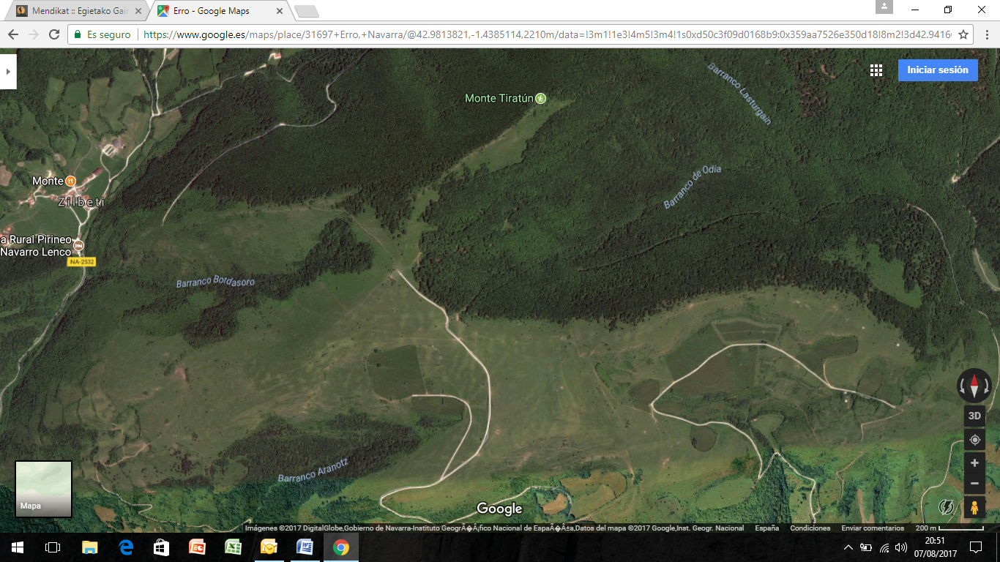 Mendikat :: Egietako Gain
Erro - Google Maps
Es seguro
https://www.google.es/maps/place/31697+Erro,+Navarra/@42.9813821,-1.4385114,2210m/data=!3m1!1e3!4m5!3m4!1s0xd50c3f09d0168b9:0x359aa7526e350d18!8m2!3d42.9416
Iniciar sesión
Monte Tiratún
Barranco Lasturgain
Barranco de Odia
Monte
Zilbeti
a Rural Pirineo
Navarro Lenco
NA-2532
Barranco Bordasoro
Barranco Aranotz
3D
Mapa
Google
Imágenes ©2017 DigitalGlobe,Gobierno de Navarra-Instituto GeogrÃ�Â¡fico Nacional de EspaÃ�Â±a,Datos del mapa ©2017 Google,Inst. Geogr. Nacional España Condiciones Enviar comentarios 200 m
20:51
07/08/2017